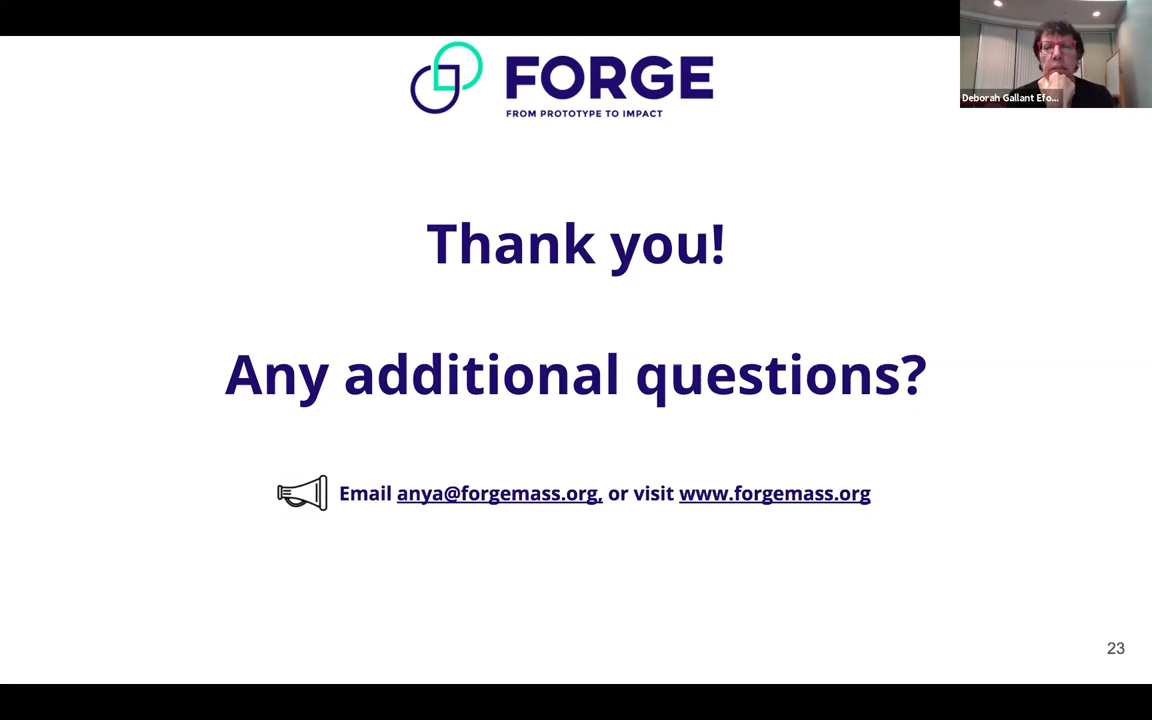 FORGE
FROM PROTOTYPE TO IMPACT
Deborah Gallant Efo...
Thank you!
Any additional questions?
Email anya@forgemass.org, or visit www.forgemass.org
23